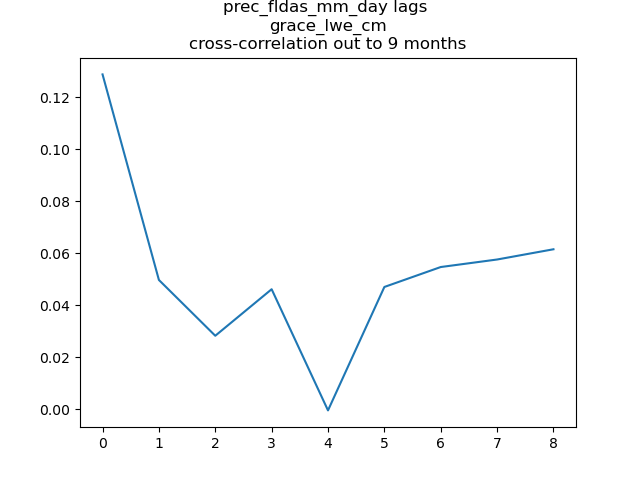 prec_fldas_mm_day lags
grace_lwe_cm
cross-correlation out to 9 months
0.12
0.10
0.08
0.06
0.04
0.02
0.00
0 1 2 3 4 5 6 7 8